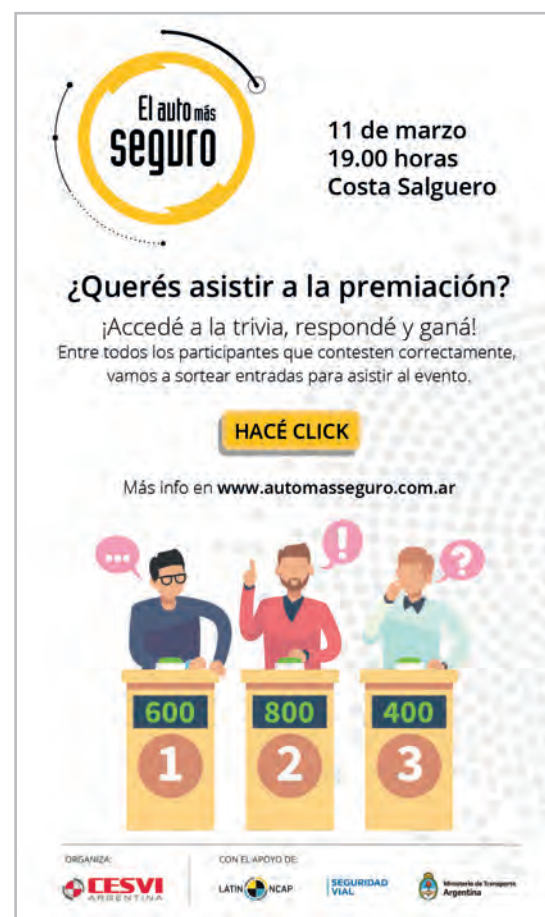 El auto más
seguro
11 de marzo
19.00 horas
Costa Salguero
¿Querés asistir a la premiación?
¡Accedé a la trivia, respondé y ganá!
Entre todos los participantes que contesten correctamente,
vamos a sortear entradas para asistir al evento.
HACÉ CLICK
Más info en www.automasseguro.com.ar
...
!
?
600
800
400
1
2
3
ORGANIZA:
CON EL APOYO DE:
CESVI
ARGENTINA
LATIN NCAP
SEGURIDAD
VIAL
Ministerio de Transporte
Argentina